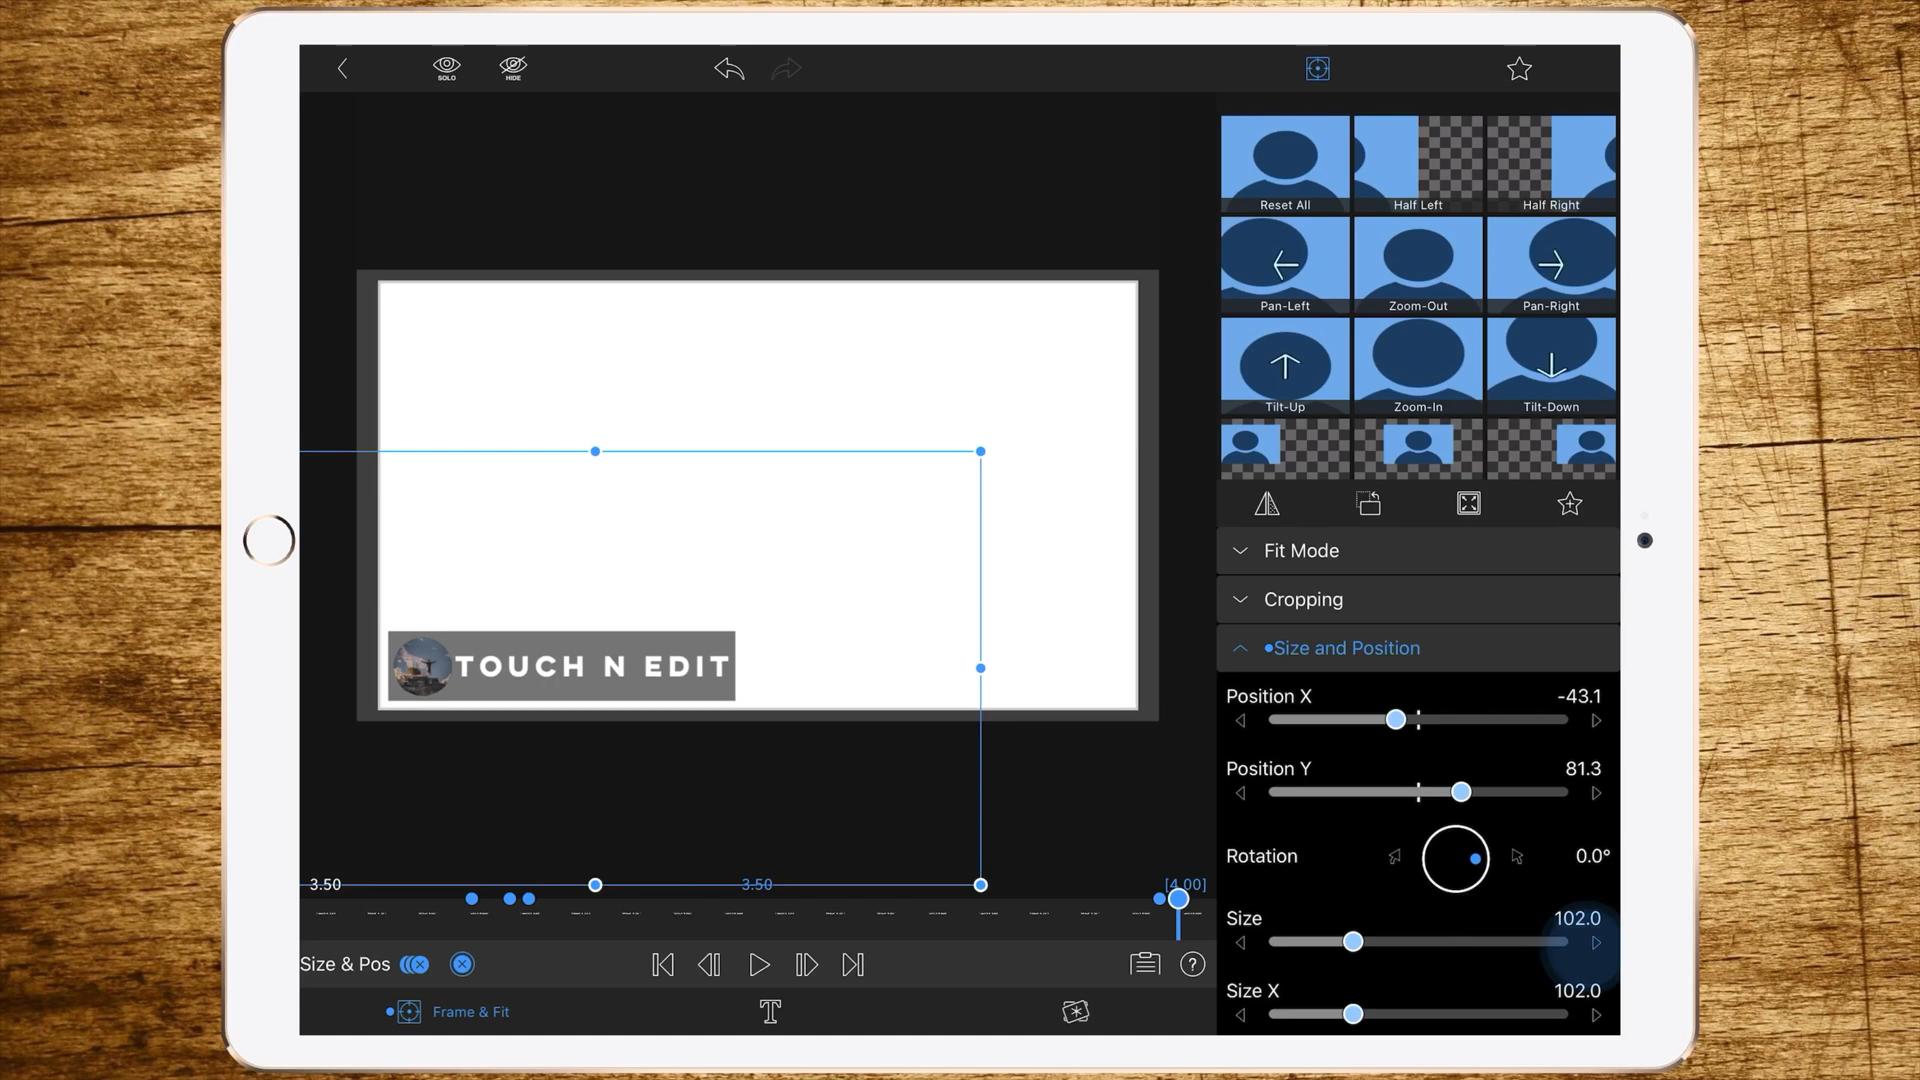 SOLO
HIDE
Reset All
Half Left
Half Right
Pan-Left
Zoom-Out
Pan-Right
Tilt-Up
Zoom-In
Tilt-Down
Fit Mode
Cropping
Size and Position
Position X
-43.1
Position Y
81.3
Rotation
0.0°
Size
102.0
Size X
102.0
TOUCH N EDIT
3.50
3.50
[4.00]
Size & Pos
?
T
Frame & Fit